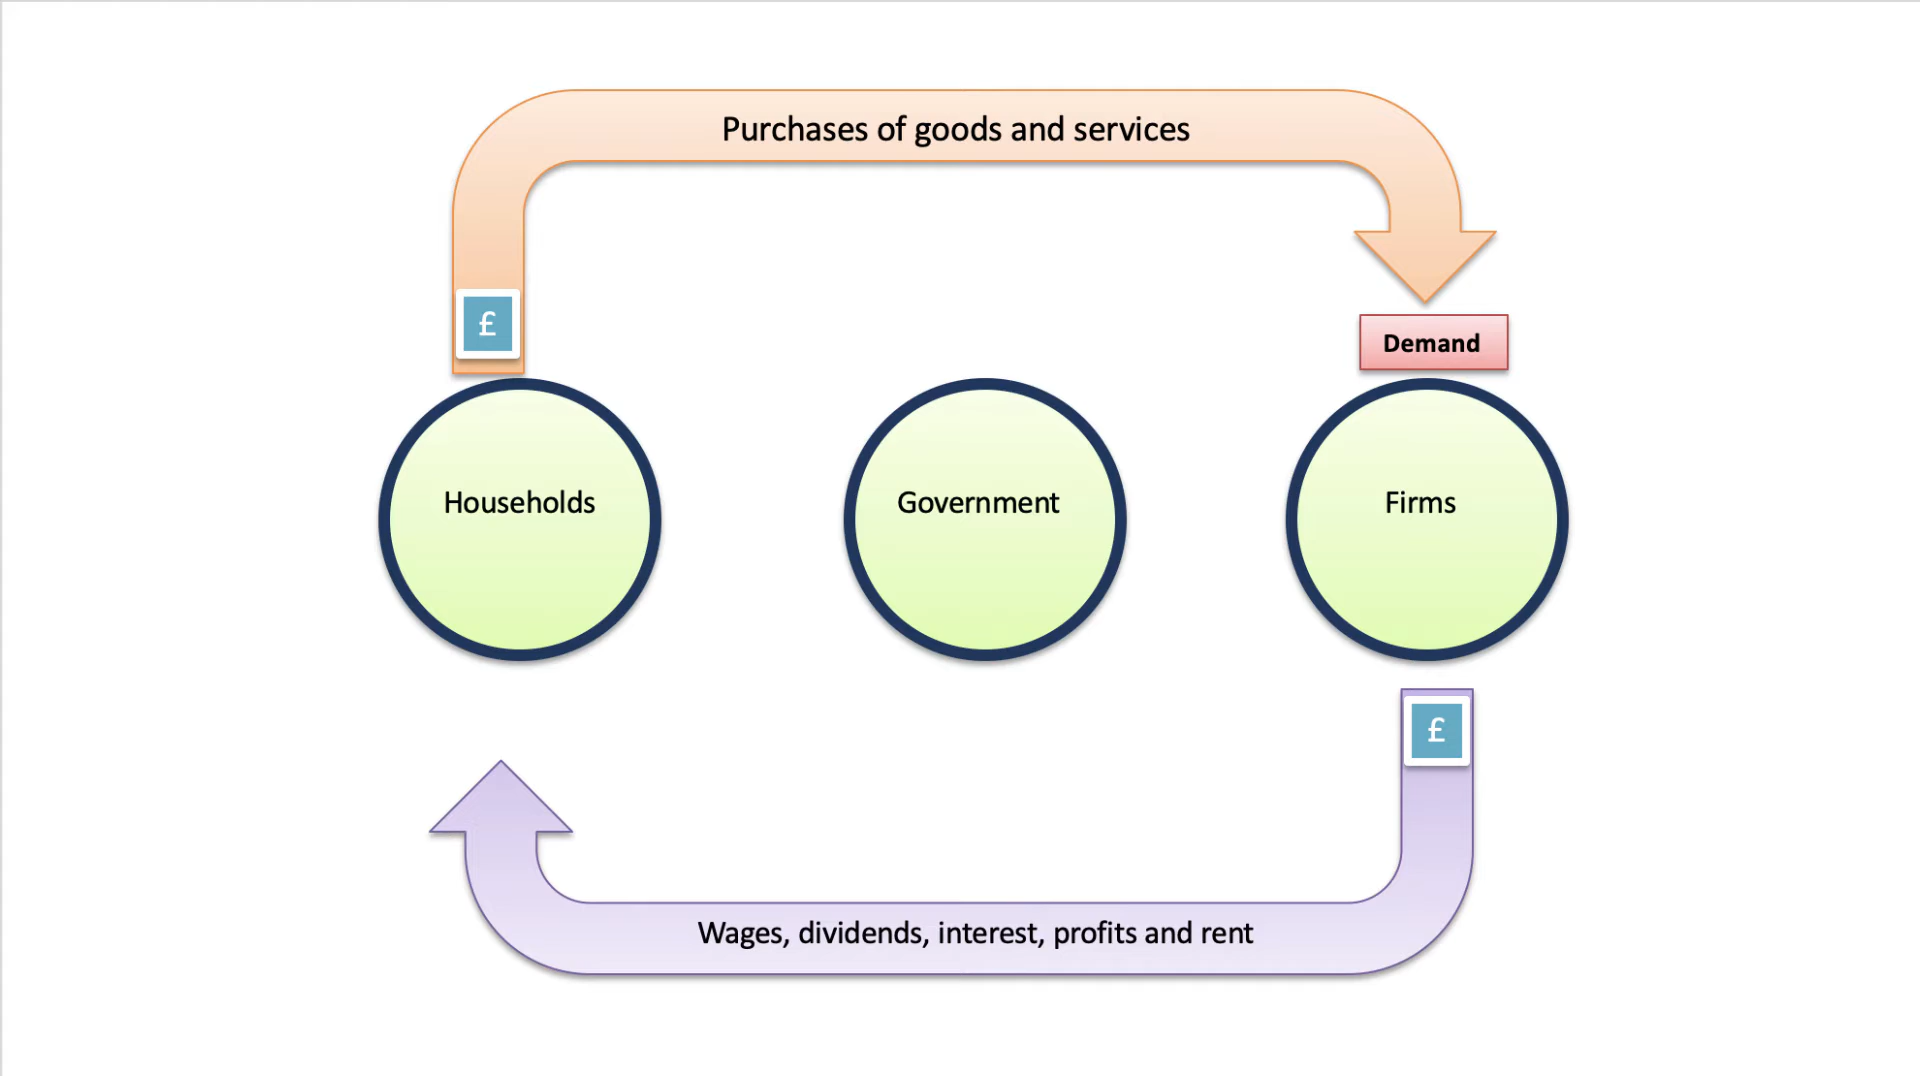 Purchases of goods and services
£
Demand
Households
Government
Firms
£
Wages, dividends, interest, profits and rent